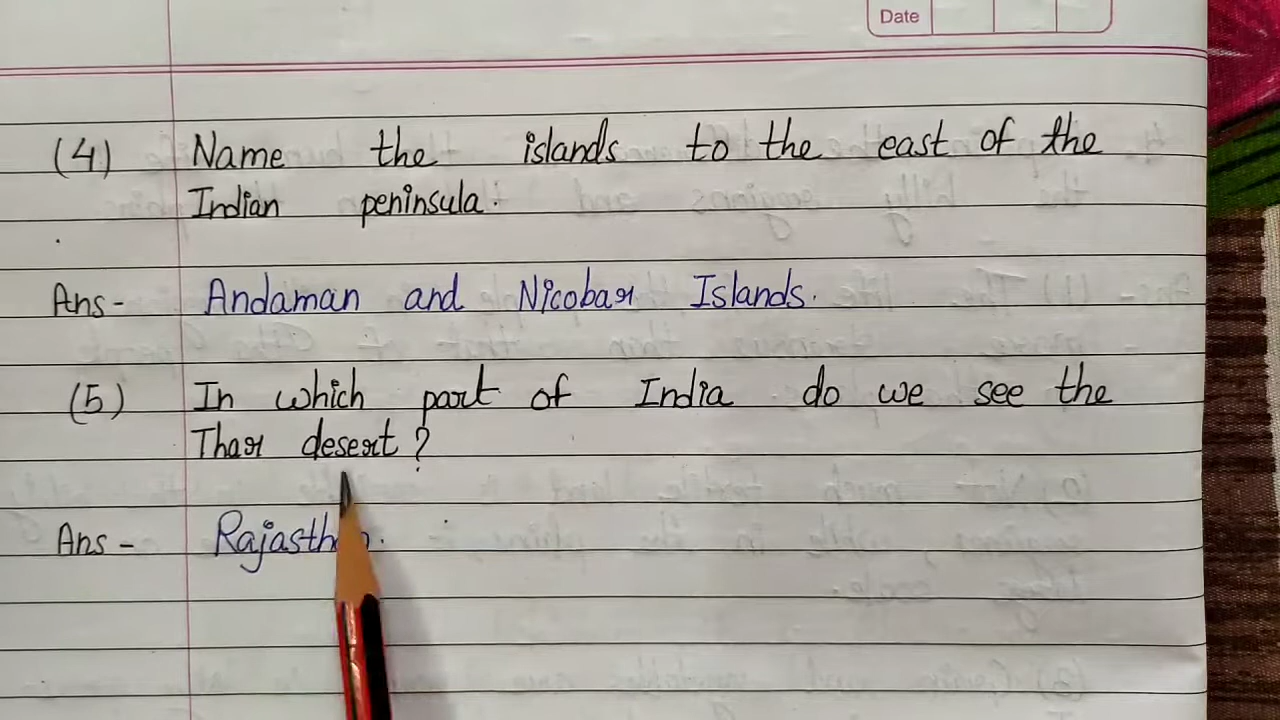 Date
(4) Name the islands to the east of the
Indian peninsula.
Ans- Andaman and Nicobar Islands.
(5) In which part of India do we see the
Thar desert?
Ans - Rajasthan.